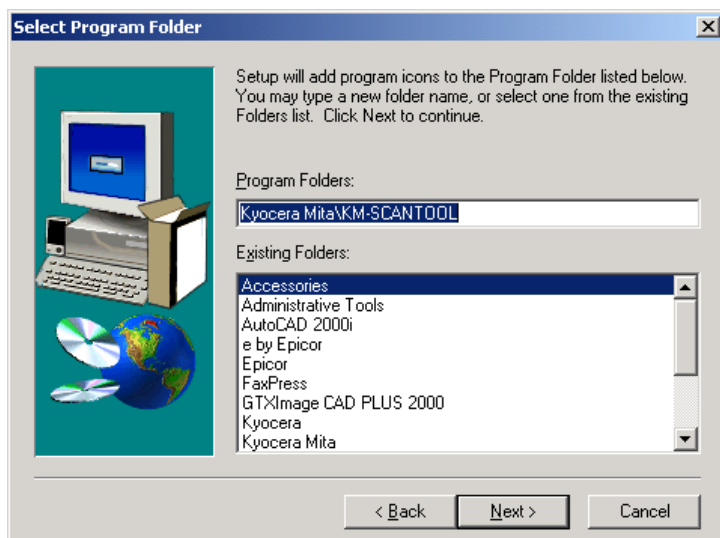 Select Program Folder
Setup will add program icons to the Program Folder listed below.
You may type a new folder name, or select one from the existing
Folders list. Click Next to continue.
Program Folders:
Kyocera Mita\KM-SCANTOOL
Existing Folders:
Accessories
Administrative Tools
AutoCAD 2000i
e by Epicor
Epicor
FaxPress
GTXImage CAD PLUS 2000
Kyocera
Kyocera Mita
< Back
Next >
Cancel